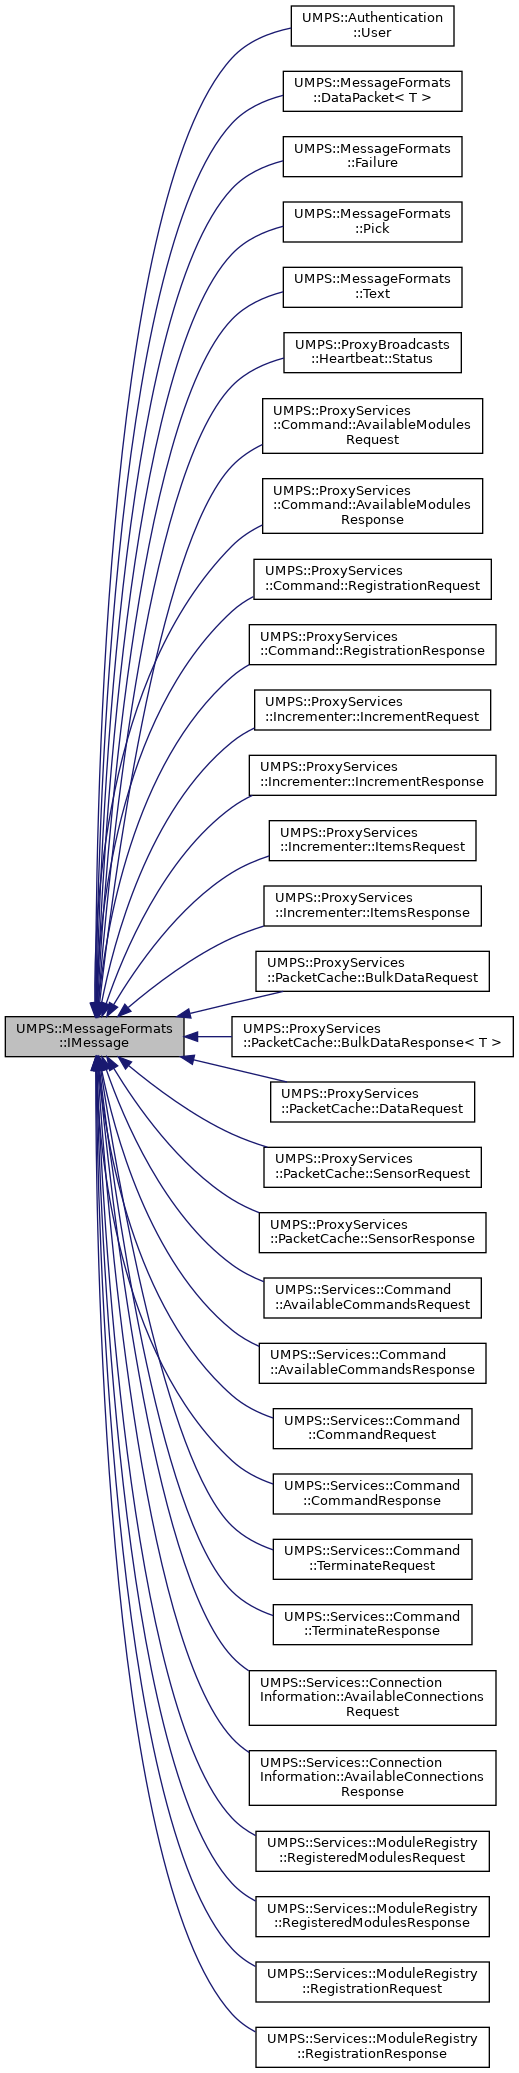 UMPS::Authentication
::User
UMPS::MessageFormats
::DataPacket< T >
UMPS::MessageFormats
::Failure
UMPS::MessageFormats
::Pick
UMPS::MessageFormats
::Text
UMPS::ProxyBroadcasts
::Heartbeat::Status
UMPS::ProxyServices
::Command::AvailableModules
Request
UMPS::ProxyServices
::Command::AvailableModules
Response
UMPS::ProxyServices
::Command::RegistrationRequest
UMPS::ProxyServices
::Command::RegistrationResponse
UMPS::ProxyServices
::Incrementer::IncrementRequest
UMPS::ProxyServices
::Incrementer::IncrementResponse
UMPS::ProxyServices
::Incrementer::ItemsRequest
UMPS::ProxyServices
::Incrementer::ItemsResponse
UMPS::ProxyServices
::PacketCache::BulkDataRequest
UMPS::MessageFormats
::IMessage
UMPS::ProxyServices
::PacketCache::BulkDataResponse< T >
UMPS::ProxyServices
::PacketCache::DataRequest
UMPS::ProxyServices
::PacketCache::SensorRequest
UMPS::ProxyServices
::PacketCache::SensorResponse
UMPS::Services::Command
::AvailableCommandsRequest
UMPS::Services::Command
::AvailableCommandsResponse
UMPS::Services::Command
::CommandRequest
UMPS::Services::Command
::CommandResponse
UMPS::Services::Command
::TerminateRequest
UMPS::Services::Command
::TerminateResponse
UMPS::Services::Connection
Information::AvailableConnections
Request
UMPS::Services::Connection
Information::AvailableConnections
Response
UMPS::Services::ModuleRegistry
::RegisteredModulesRequest
UMPS::Services::ModuleRegistry
::RegisteredModulesResponse
UMPS::Services::ModuleRegistry
::RegistrationRequest
UMPS::Services::ModuleRegistry
::RegistrationResponse